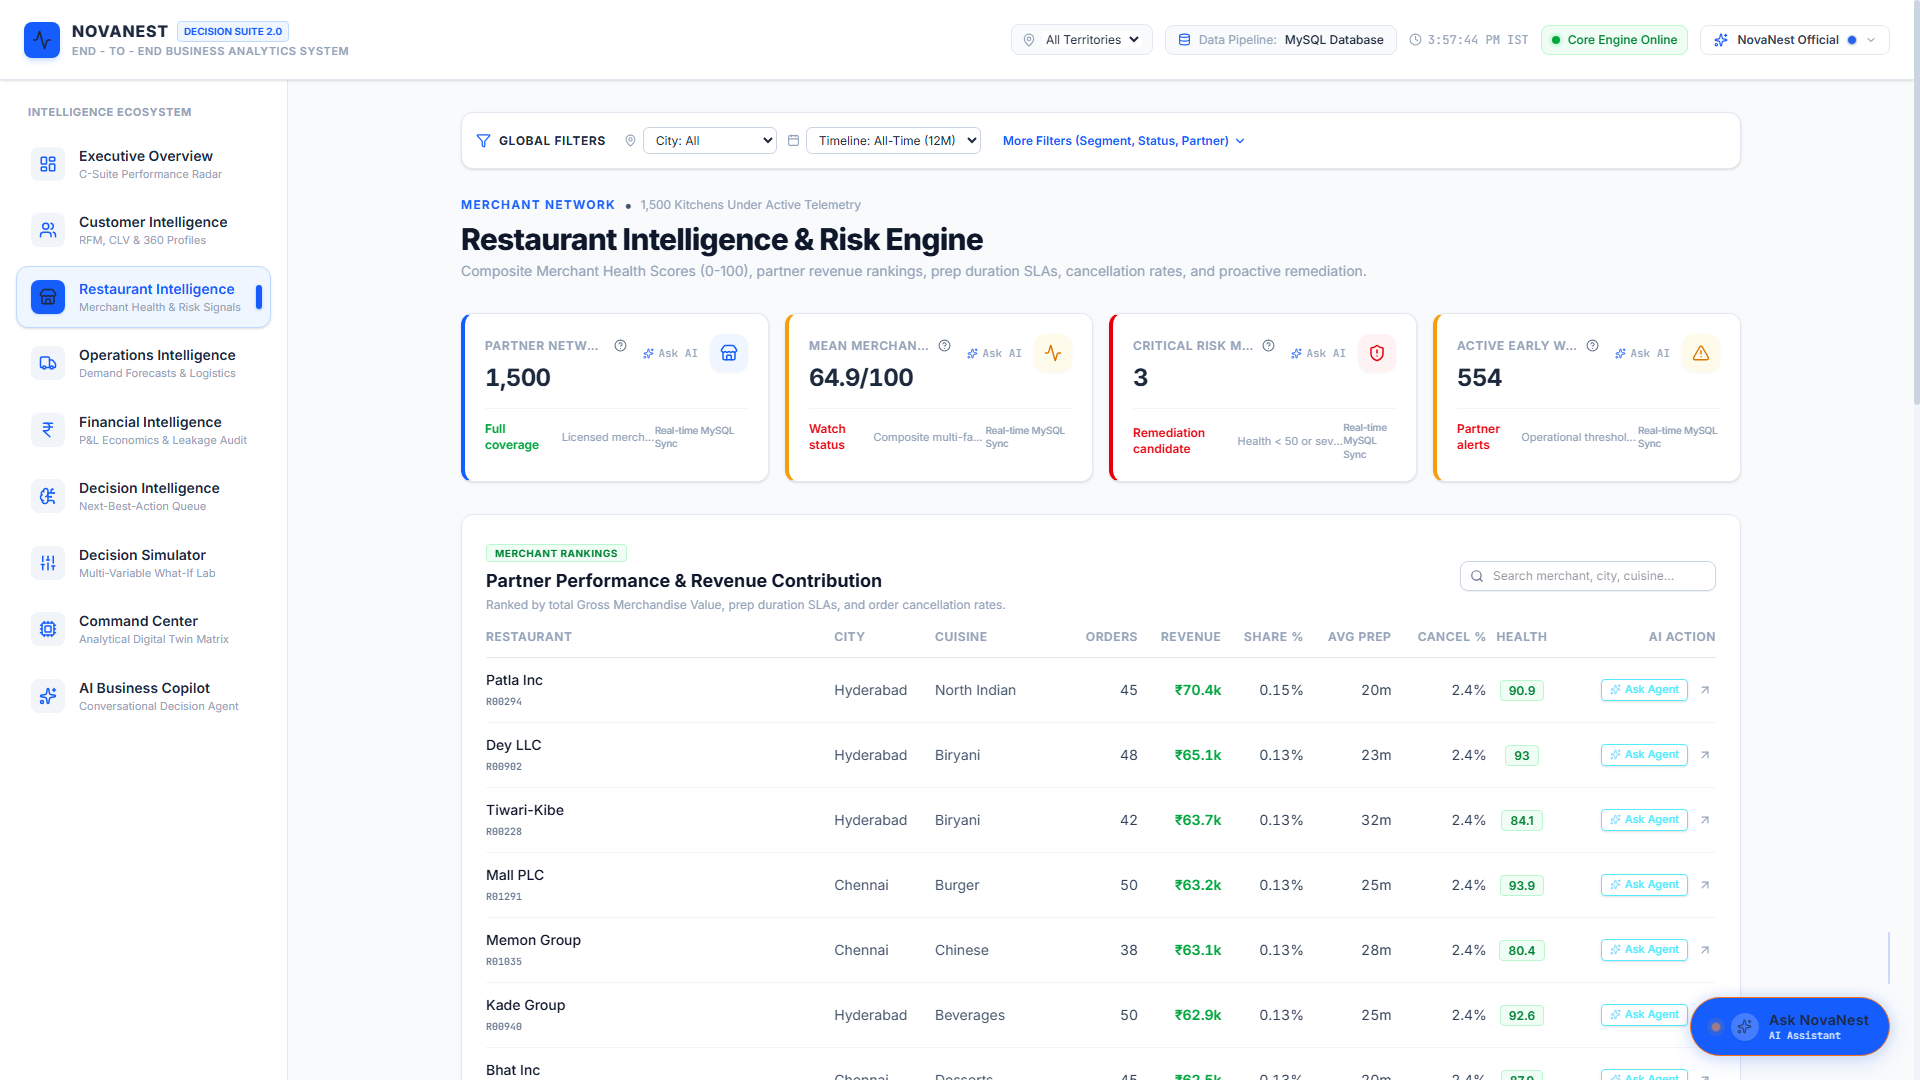 NOVANEST DECISION SUITE 2.0
END - TO - END BUSINESS ANALYTICS SYSTEM
All Territories
Data Pipeline: MySQL Database
3:57:44 PM IST
Core Engine Online
NovaNest Official
INTELLIGENCE ECOSYSTEM
Executive Overview
C-Suite Performance Radar
Customer Intelligence
RFM, CLV & 360 Profiles
Restaurant Intelligence
Merchant Health & Risk Signals
Operations Intelligence
Demand Forecasts & Logistics
Financial Intelligence
P&L Economics & Leakage Audit
Decision Intelligence
Next-Best-Action Queue
Decision Simulator
Multi-Variable What-If Lab
Command Center
Analytical Digital Twin Matrix
AI Business Copilot
Conversational Decision Agent
GLOBAL FILTERS City: All Timeline: All-Time (12M) More Filters (Segment, Status, Partner)
MERCHANT NETWORK • 1,500 Kitchens Under Active Telemetry
Restaurant Intelligence & Risk Engine
Composite Merchant Health Scores (0-100), partner revenue rankings, prep duration SLAs, cancellation rates, and proactive remediation.
PARTNER NETW... Ask AI
1,500
Full coverage Licensed merch... Real-time MySQL Sync
MEAN MERCHAN... Ask AI
64.9/100
Watch status Composite multi-fa... Real-time MySQL Sync
CRITICAL RISK M... Ask AI
3
Remediation candidate Health < 50 or sev... Real-time MySQL Sync
ACTIVE EARLY W... Ask AI
554
Partner alerts Operational threshol... Real-time MySQL Sync
MERCHANT RANKINGS
Partner Performance & Revenue Contribution
Ranked by total Gross Merchandise Value, prep duration SLAs, and order cancellation rates.
Search merchant, city, cuisine...
RESTAURANT CITY CUISINE ORDERS REVENUE SHARE % AVG PREP CANCEL % HEALTH AI ACTION
Patla Inc Hyderabad North Indian 45 ₹70.4k 0.15% 20m 2.4% 90.9 Ask Agent
R00294
Dey LLC Hyderabad Biryani 48 ₹65.1k 0.13% 23m 2.4% 93 Ask Agent
R00902
Tiwari-Kibe Hyderabad Biryani 42 ₹63.7k 0.13% 32m 2.4% 84.1 Ask Agent
R00228
Mall PLC Chennai Burger 50 ₹63.2k 0.13% 25m 2.4% 93.9 Ask Agent
R01291
Memon Group Chennai Chinese 38 ₹63.1k 0.13% 28m 2.4% 80.4 Ask Agent
R01035
Kade Group Hyderabad Beverages 50 ₹62.9k 0.13% 25m 2.4% 92.6 Ask Agent
R00940
Bhat Inc Chennai Desserts 45 ₹62.5k 0.13% 20m 2.4% 87.9 Ask Agent
Ask NovaNest
AI Assistant